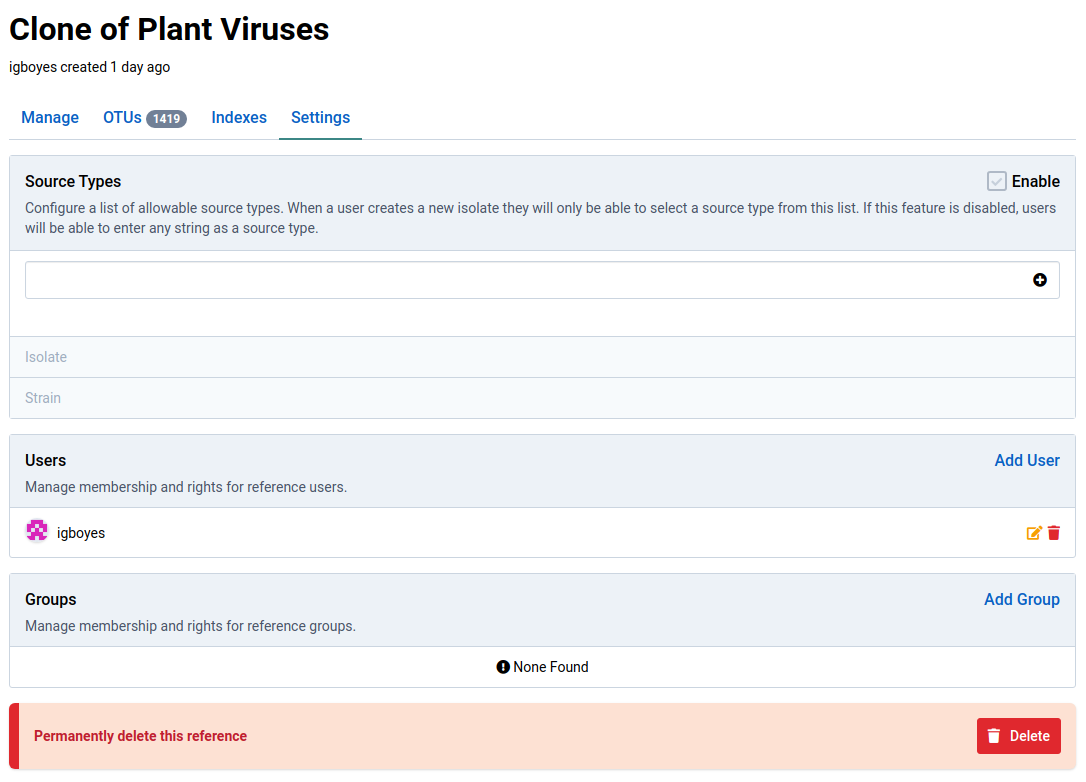 Clone of Plant Viruses
igboyes created 1 day ago
Manage OTUs 1419 Indexes Settings
Source Types Enable
Configure a list of allowable source types. When a user creates a new isolate they will only be able to select a source type from this list. If this feature is disabled, users
will be able to enter any string as a source type.
Isolate
Strain
Users Add User
Manage membership and rights for reference users.
igboyes
Groups Add Group
Manage membership and rights for reference groups.
None Found
Permanently delete this reference Delete